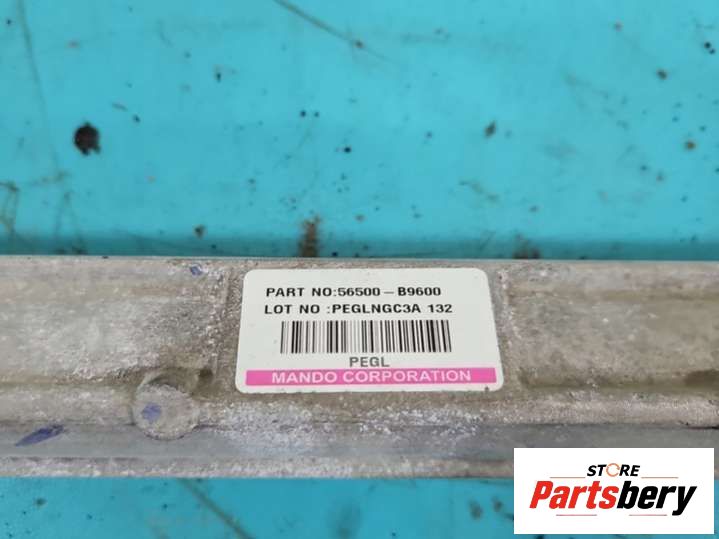 PART NO:56500-B9600
LOT NO :PEGLNGC3A 132
PEGL
MANDO CORPORATION
STORE
Partsbery